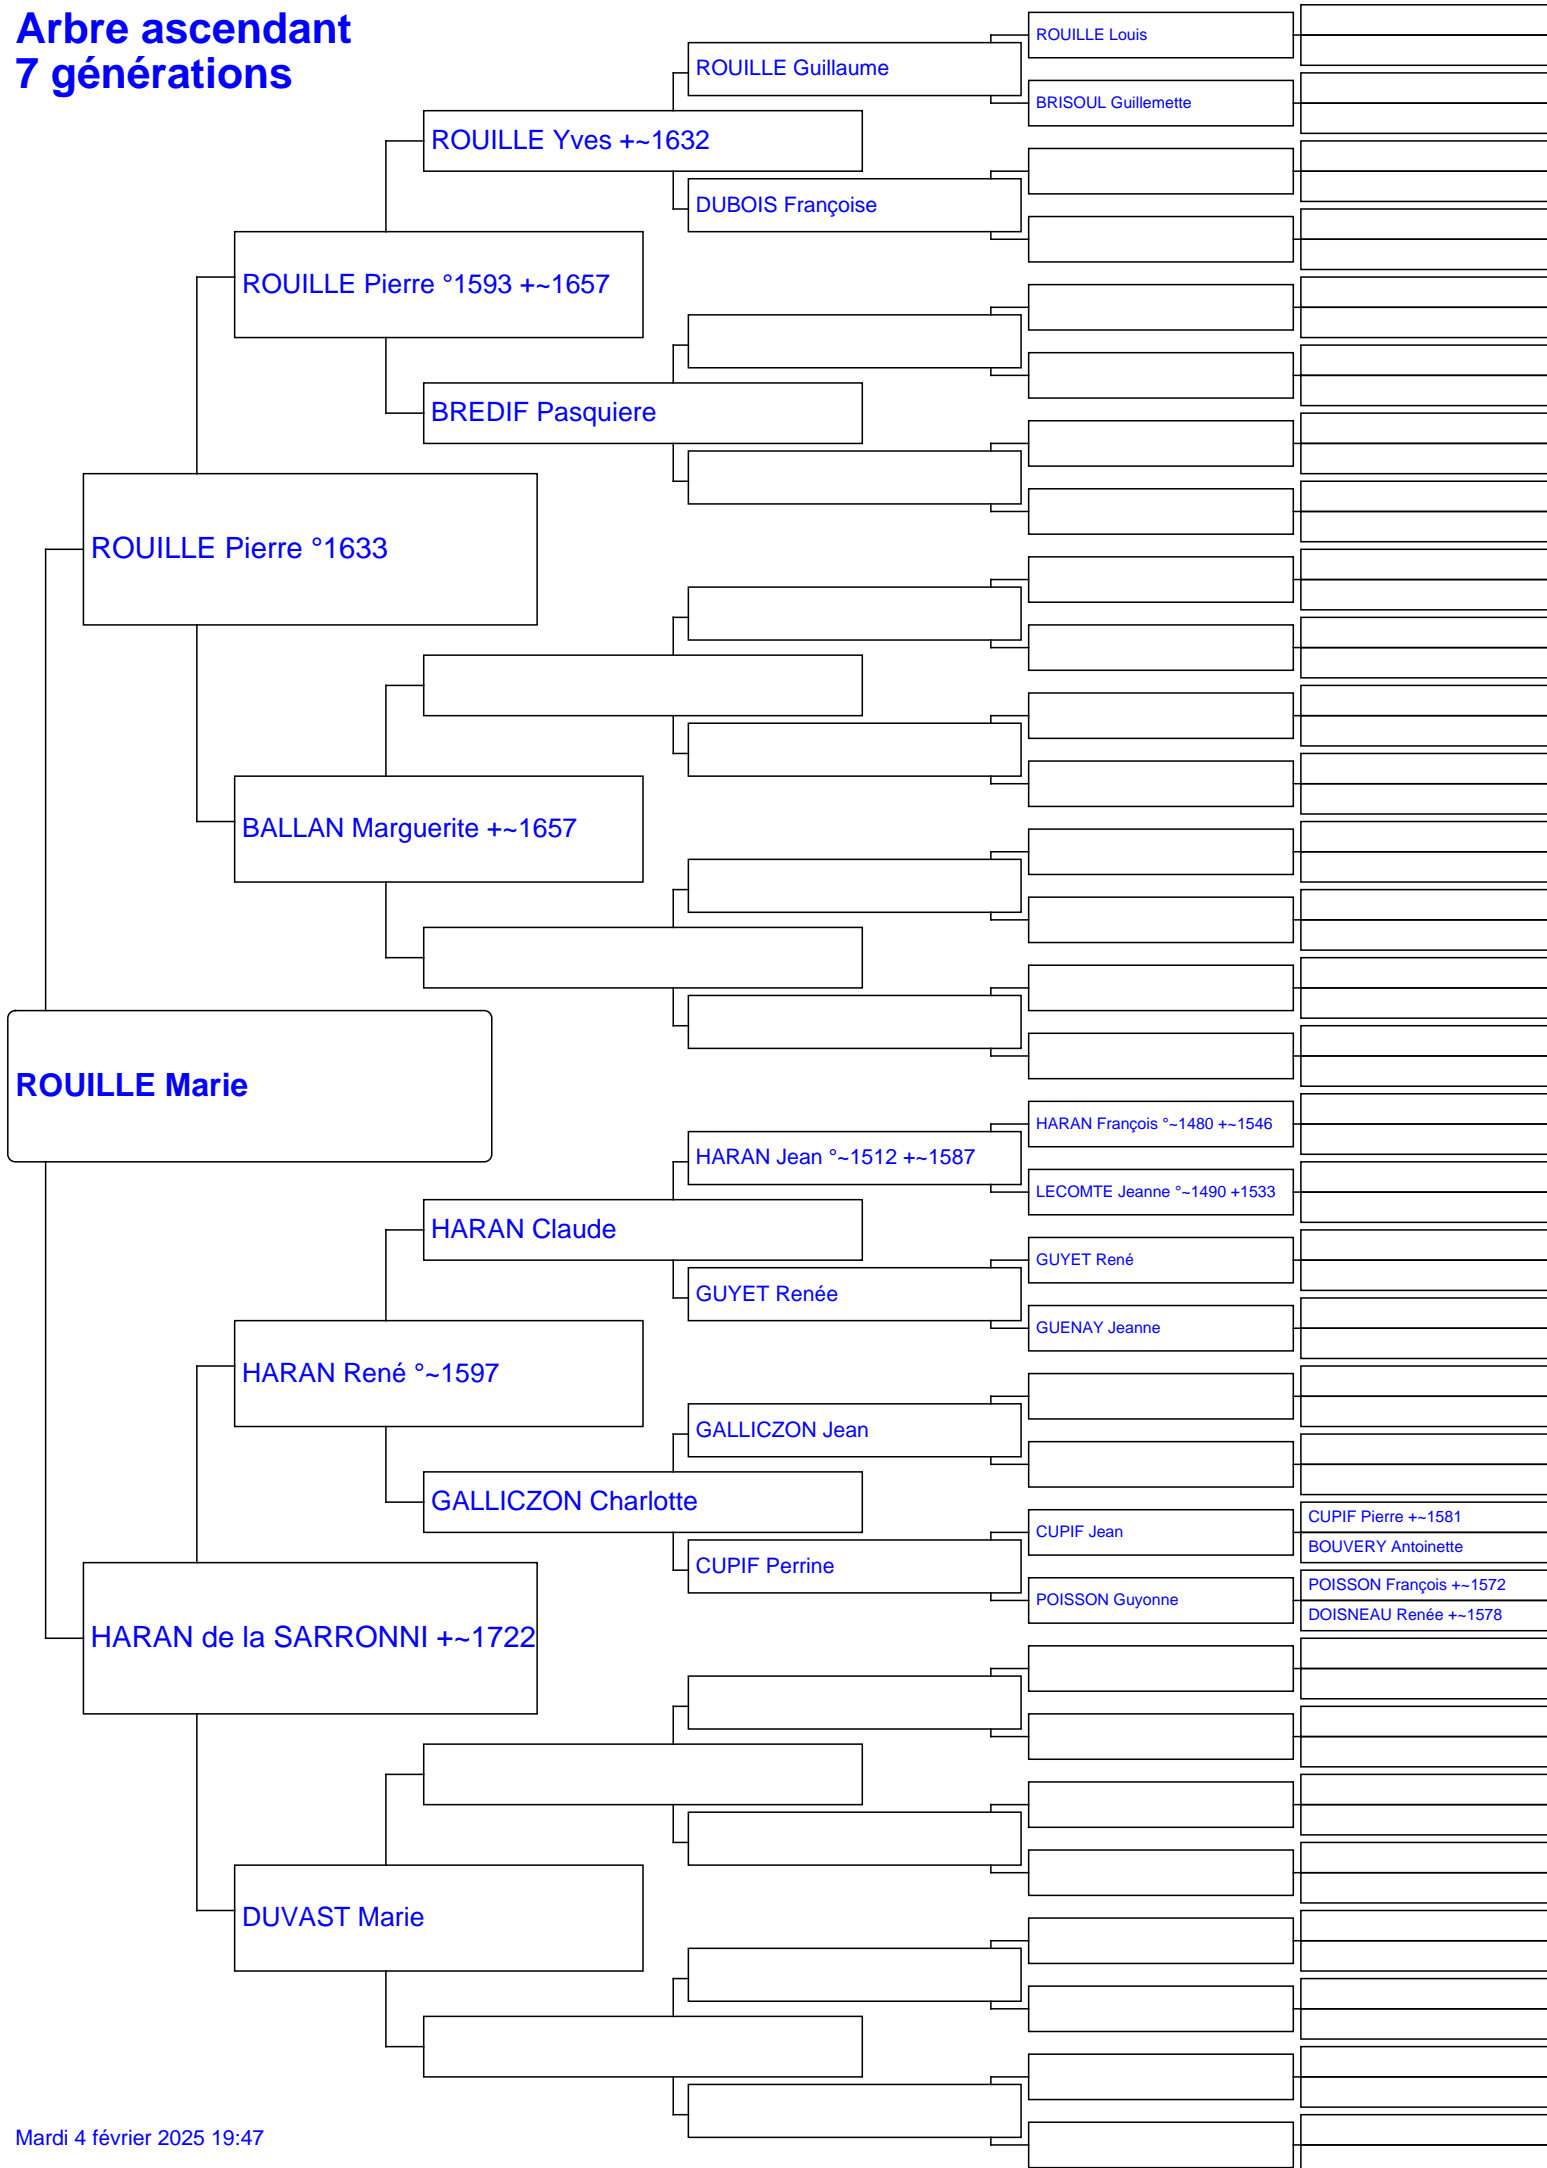 Arbre ascendant
7 générations
ROUILLE Louis
ROUILLE Guillaume
BRISOUL Guillemette
ROUILLE Yves +~1632
DUBOIS Françoise
ROUILLE Pierre °1593 +~1657
BREDIF Pasquiere
ROUILLE Pierre °1633
BALLAN Marguerite +~1657
ROUILLE Marie
HARAN François °~1480 +~1546
HARAN Jean °~1512 +~1587
LECOMTE Jeanne °~1490 +1533
HARAN Claude
GUYET René
GUYET Renée
GUENAY Jeanne
HARAN René °~1597
GALLICZON Jean
GALLICZON Charlotte
CUPIF Pierre +~1581
CUPIF Jean
BOUVERY Antoinette
CUPIF Perrine
POISSON François +~1572
POISSON Guyonne
DOISNEAU Renée +~1578
HARAN de la SARRONNI +~1722
DUVAST Marie
Mardi 4 février 2025 19:47